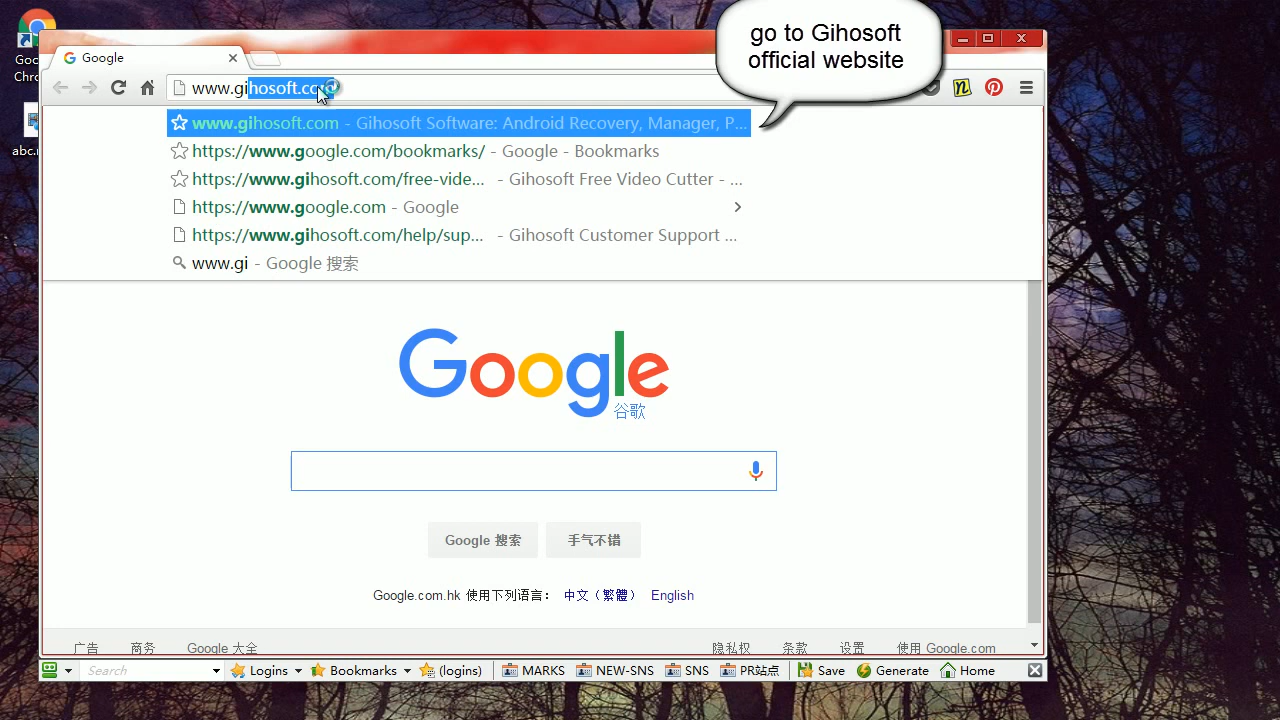 go to Gihosoft
official website
Goo
Chro
abc.r
Google
www.gihosoft.co
www.gihosoft.com - Gihosoft Software: Android Recovery, Manager, P...
https://www.google.com/bookmarks/ - Google - Bookmarks
https://www.gihosoft.com/free-vide... - Gihosoft Free Video Cutter - ...
https://www.google.com - Google
https://www.gihosoft.com/help/sup... - Gihosoft Customer Support ...
www.gi - Google 搜索
Google
谷歌
Google 搜索 手气不错
Google.com.hk 使用下列语言： 中文（繁體） English
广告 商务 Google 大全 隐私权 条款 设置 使用 Google.com
Search Logins Bookmarks (logins) MARKS NEW-SNS SNS PR站点 Save Generate Home